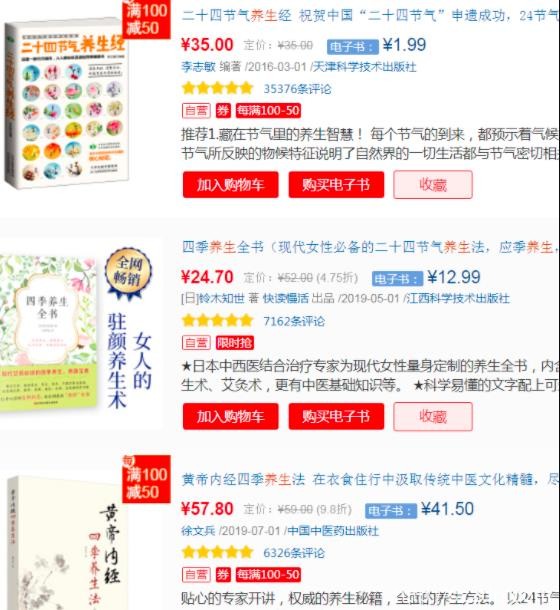 满100
减50
二十四节气养生经
二十四节气养生经 祝贺中国“二十四节气”申遗成功，24节气
¥35.00 定价：¥35.00 电子书：¥1.99
李志敏 编著 /2016-03-01 /天津科学技术出版社
35376条评论
自营 券 每满100-50
推荐1.藏在节气里的养生智慧！ 每个节气的到来，都预示着气候
节气所反映的物候特征说明了自然界的一切生活都与节气密切相
加入购物车 购买电子书 收藏
全网
畅销
四季养生
全书
女人的
驻颜养生术
四季养生全书（现代女性必备的二十四节气养生法，应季养生，
¥24.70 定价：¥52.00 (4.75折) 电子书：¥12.99
[日]铃木知世 著 快读慢活 出品 /2019-05-01 /江西科学技术出版社
7162条评论
自营 限时抢
★日本中西医结合治疗专家为现代女性量身定制的养生全书，内含
生术、艾灸术，更有中医基础知识等。 ★科学易懂的文字配上可
加入购物车 购买电子书 收藏
每满100
减50
黄帝内经
四季养生法
黄帝内经四季养生法 在衣食住行中汲取传统中医文化精髓，尽
¥57.80 定价：¥59.00 (9.8折) 电子书：¥41.50
徐文兵 /2019-07-01 /中国中医药出版社
6326条评论
自营 券 每满100-50
贴心的专家开讲，权威的养生秘籍，全面的养生方法。 以24节气